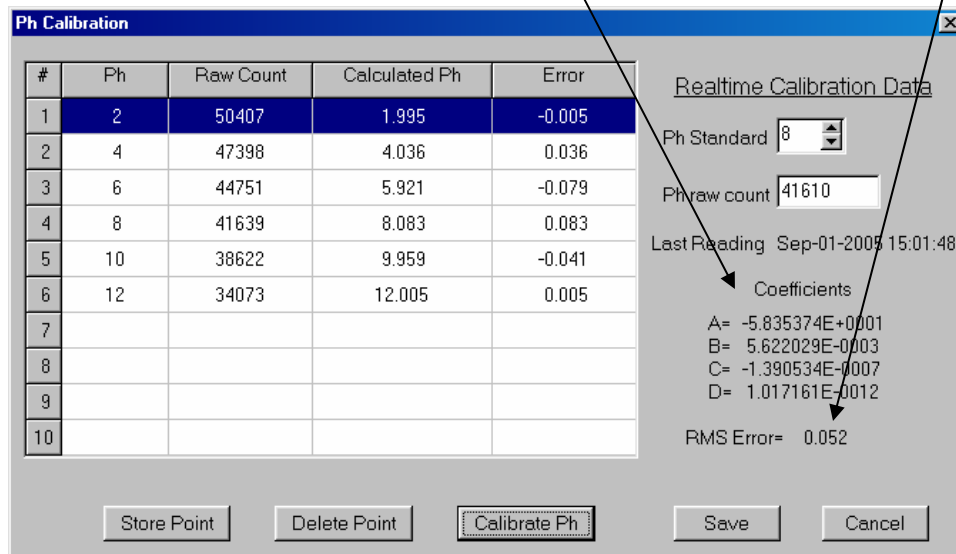 Ph Calibration
# Ph Raw Count Calculated Ph Error
1 2 50407 1.995 -0.005
2 4 47398 4.036 0.036
3 6 44751 5.921 -0.079
4 8 41639 8.083 0.083
5 10 38622 9.959 -0.041
6 12 34073 12.005 0.005
7
8
9
10
Realtime Calibration Data
Ph Standard 8
Ph raw count 41610
Last Reading Sep-01-2005 15:01:48
Coefficients
A= -5.835374E+0001
B= 5.622029E-0003
C= -1.390534E-0007
D= 1.017161E-0012
RMS Error= 0.052
Store Point Delete Point Calibrate Ph Save Cancel